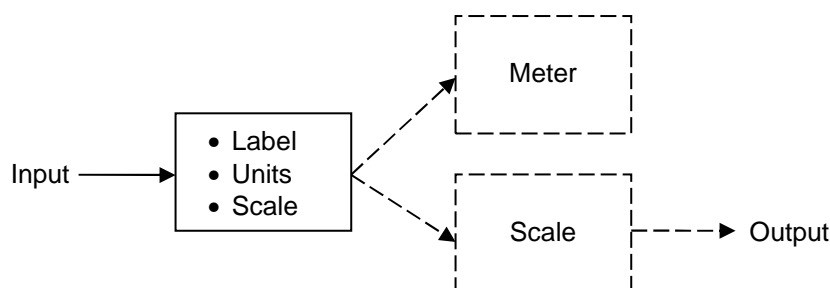 Meter
Input
• Label
• Units
• Scale
Scale
Output